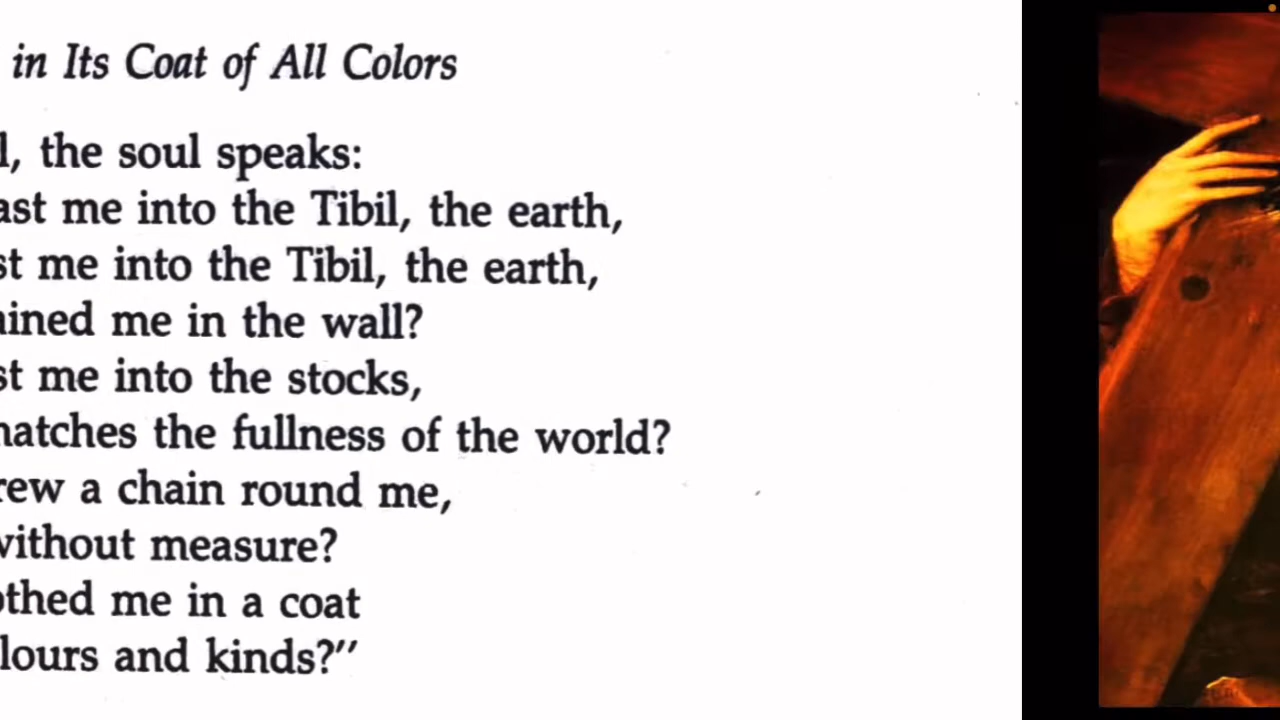 in Its Coat of All Colors
l, the soul speaks:
ast me into the Tibil, the earth,
st me into the Tibil, the earth,
ained me in the wall?
st me into the stocks,
natches the fullness of the world?
rew a chain round me,
without measure?
othed me in a coat
lours and kinds?”